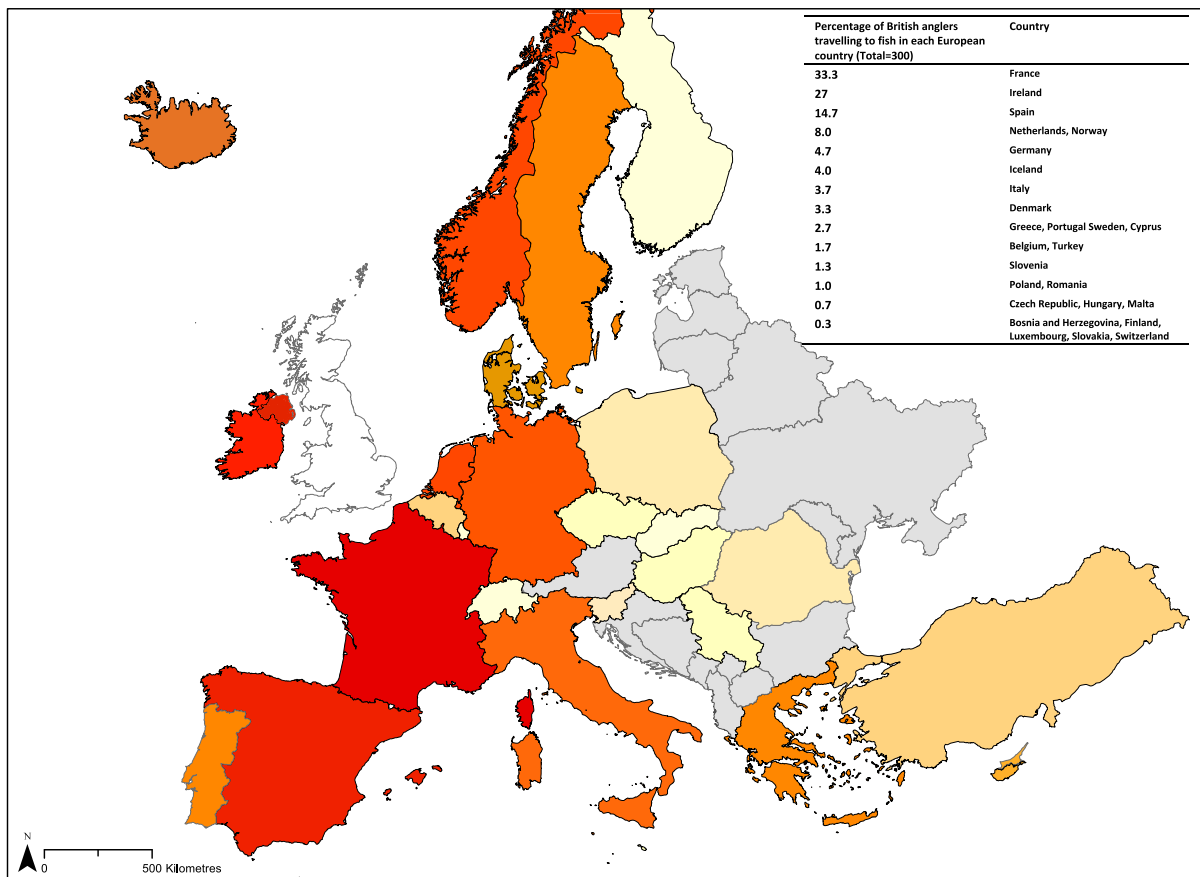 Percentage of British anglers Country
travelling to fish in each European
country (Total=300)
33.3 France
27 Ireland
14.7 Spain
8.0 Netherlands, Norway
4.7 Germany
4.0 Iceland
3.7 Italy
3.3 Denmark
2.7 Greece, Portugal Sweden, Cyprus
1.7 Belgium, Turkey
1.3 Slovenia
1.0 Poland, Romania
0.7 Czech Republic, Hungary, Malta
0.3 Bosnia and Herzegovina, Finland,
Luxembourg, Slovakia, Switzerland
N
0 500 Kilometres